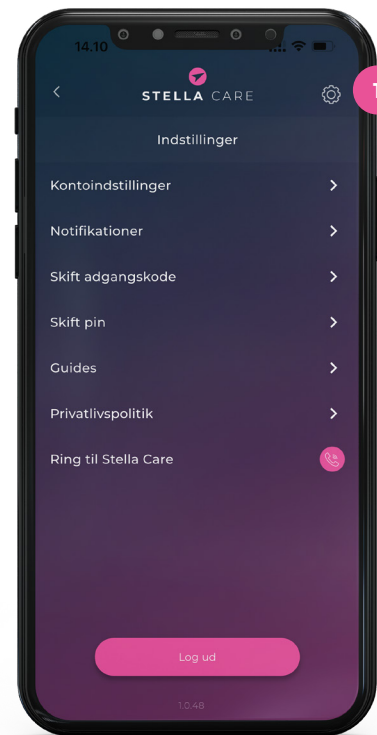 14.10
STELLA CARE
1
Indstillinger
Kontoindstillinger
Notifikationer
Skift adgangskode
Skift pin
Guides
Privatlivspolitik
Ring til Stella Care
Log ud
1.0.48